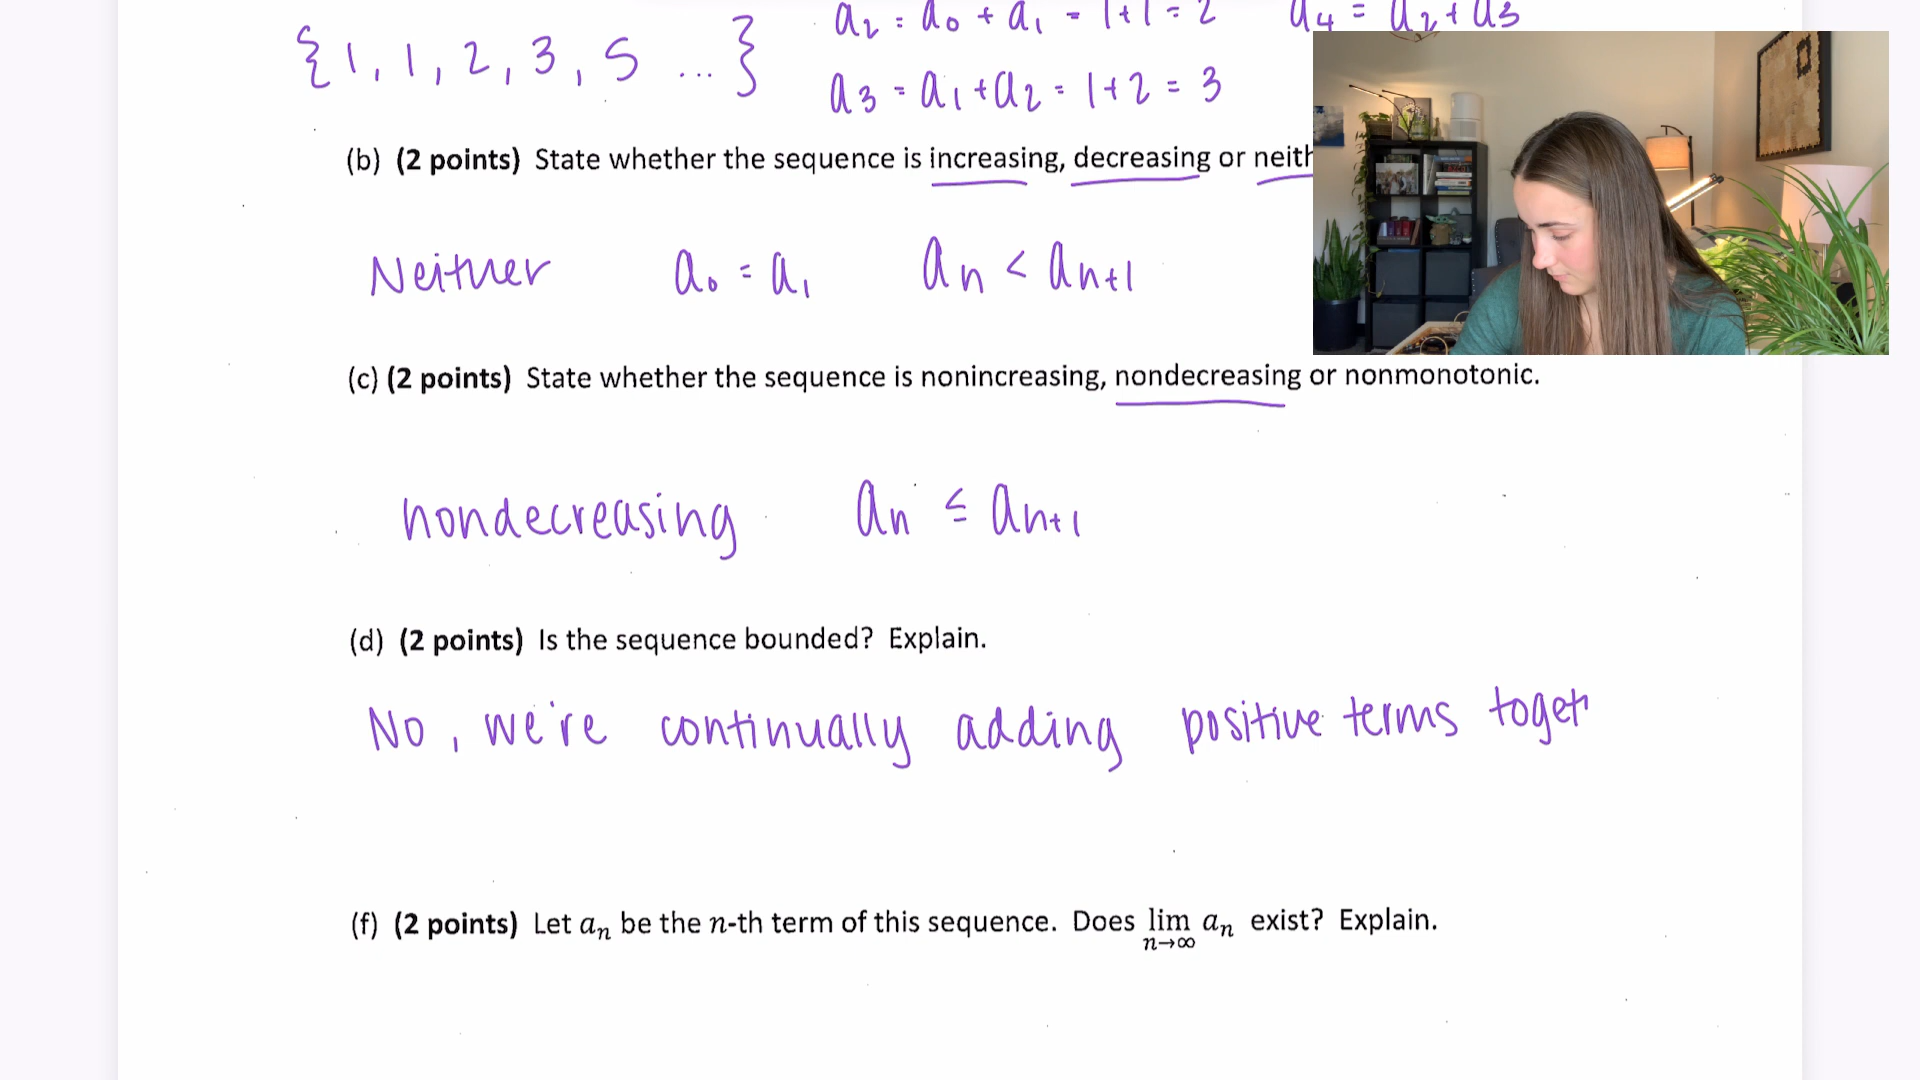 {1, 1, 2, 3, 5 ...}
a2 = a0 + a1 = 1+1 = 2
a4 = a2 + a3
a3 = a1 + a2 = 1+2 = 3
(b) (2 points) State whether the sequence is increasing, decreasing or neith
Neither a0 = a1 an < an+1
(c) (2 points) State whether the sequence is nonincreasing, nondecreasing or nonmonotonic.
nondecreasing an ≤ an+1
(d) (2 points) Is the sequence bounded? Explain.
No, we're continually adding positive terms togeth
(f) (2 points) Let an be the n-th term of this sequence. Does lim n→∞ an exist? Explain.